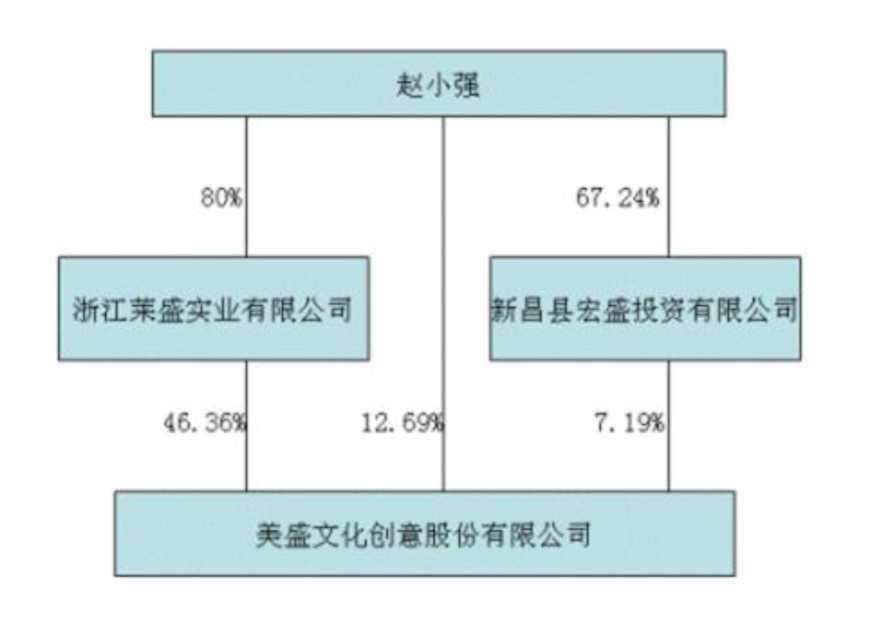 赵小强
80%
67.24%
浙江莱盛实业有限公司
新昌县宏盛投资有限公司
46.36%
12.69%
7.19%
美盛文化创意股份有限公司